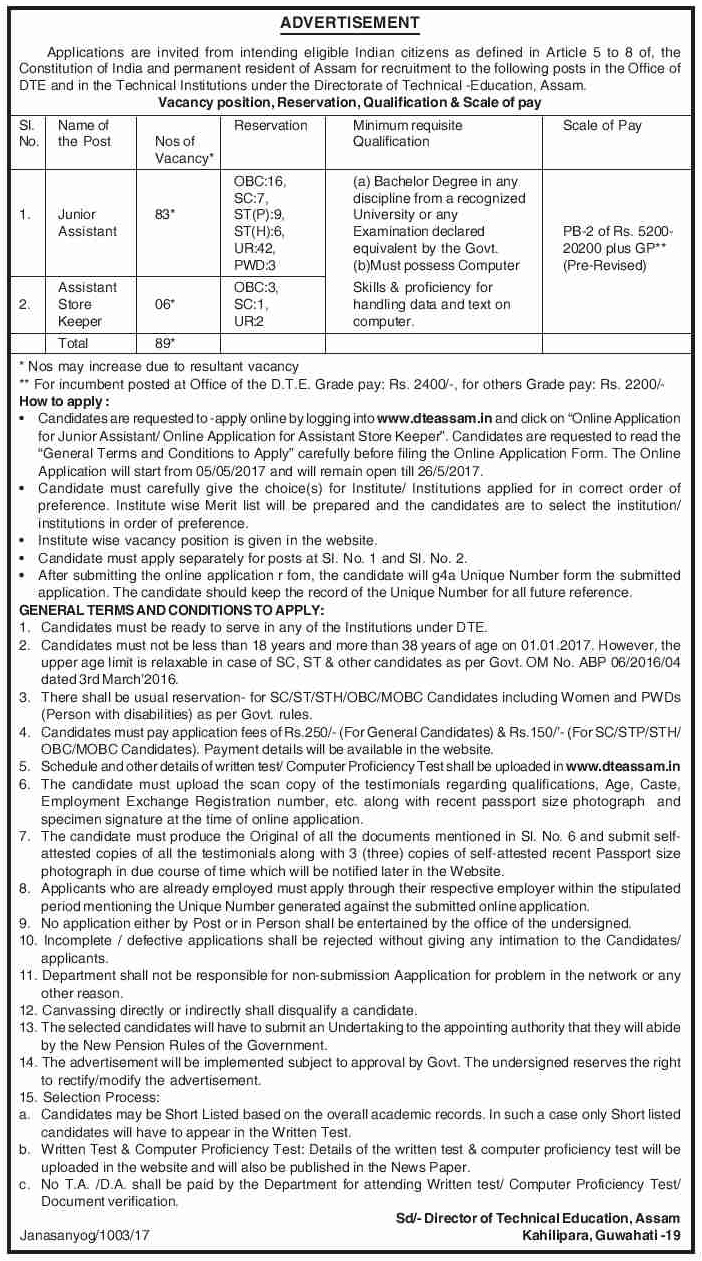 ADVERTISEMENT
Applications are invited from intending eligible Indian citizens as defined in Article 5 to 8 of, the
Constitution of India and permanent resident of Assam for recruitment to the following posts in the Office of
DTE and in the Technical Institutions under the Directorate of Technical -Education, Assam.
Vacancy position, Reservation, Qualification & Scale of pay
Sl. No. Name of the Post Nos of Vacancy* Reservation Minimum requisite Qualification Scale of Pay
1. Junior Assistant 83* OBC:16, SC:7, ST(P):9, ST(H):6, UR:42, PWD:3 (a) Bachelor Degree in any discipline from a recognized University or any Examination declared equivalent by the Govt. (b)Must possess Computer Skills & proficiency for handling data and text on computer. PB-2 of Rs. 5200-20200 plus GP** (Pre-Revised)
2. Assistant Store Keeper 06* OBC:3, SC:1, UR:2
Total 89*
* Nos may increase due to resultant vacancy
** For incumbent posted at Office of the D.T.E. Grade pay: Rs. 2400/-, for others Grade pay: Rs. 2200/-
How to apply :
• Candidates are requested to -apply online by logging into www.dteassam.in and click on “Online Application
for Junior Assistant/ Online Application for Assistant Store Keeper”. Candidates are requested to read the
“General Terms and Conditions to Apply” carefully before filing the Online Application Form. The Online
Application will start from 05/05/2017 and will remain open till 26/5/2017.
• Candidate must carefully give the choice(s) for Institute/ Institutions applied for in correct order of
preference. Institute wise Merit list will be prepared and the candidates are to select the institution/
institutions in order of preference.
• Institute wise vacancy position is given in the website.
• Candidate must apply separately for posts at Sl. No. 1 and Sl. No. 2.
• After submitting the online application r fom, the candidate will g4a Unique Number form the submitted
application. The candidate should keep the record of the Unique Number for all future reference.
GENERAL TERMS AND CONDITIONS TO APPLY:
1. Candidates must be ready to serve in any of the Institutions under DTE.
2. Candidates must not be less than 18 years and more than 38 years of age on 01.01.2017. However, the
upper age limit is relaxable in case of SC, ST & other candidates as per Govt. OM No. ABP 06/2016/04
dated 3rd March'2016.
3. There shall be usual reservation- for SC/ST/STH/OBC/MOBC Candidates including Women and PWDs
(Person with disabilities) as per Govt. rules.
4. Candidates must pay application fees of Rs.250/- (For General Candidates) & Rs.150/'- (For SC/STP/STH/
OBC/MOBC Candidates). Payment details will be available in the website.
5. Schedule and other details of written test/ Computer Proficiency Test shall be uploaded in www.dteassam.in
6. The candidate must upload the scan copy of the testimonials regarding qualifications, Age, Caste,
Employment Exchange Registration number, etc. along with recent passport size photograph and
specimen signature at the time of online application.
7. The candidate must produce the Original of all the documents mentioned in Sl. No. 6 and submit self-
attested copies of all the testimonials along with 3 (three) copies of self-attested recent Passport size
photograph in due course of time which will be notified later in the Website.
8. Applicants who are already employed must apply through their respective employer within the stipulated
period mentioning the Unique Number generated against the submitted online application.
9. No application either by Post or in Person shall be entertained by the office of the undersigned.
10. Incomplete / defective applications shall be rejected without giving any intimation to the Candidates/
applicants.
11. Department shall not be responsible for non-submission Aapplication for problem in the network or any
other reason.
12. Canvassing directly or indirectly shall disqualify a candidate.
13. The selected candidates will have to submit an Undertaking to the appointing authority that they will abide
by the New Pension Rules of the Government.
14. The advertisement will be implemented subject to approval by Govt. The undersigned reserves the right
to rectify/modify the advertisement.
15. Selection Process:
a. Candidates may be Short Listed based on the overall academic records. In such a case only Short listed
candidates will have to appear in the Written Test.
b. Written Test & Computer Proficiency Test: Details of the written test & computer proficiency test will be
uploaded in the website and will also be published in the News Paper.
c. No T.A. /D.A. shall be paid by the Department for attending Written test/ Computer Proficiency Test/
Document verification.
Sd/- Director of Technical Education, Assam
Janasanyog/1003/17 Kahilipara, Guwahati -19